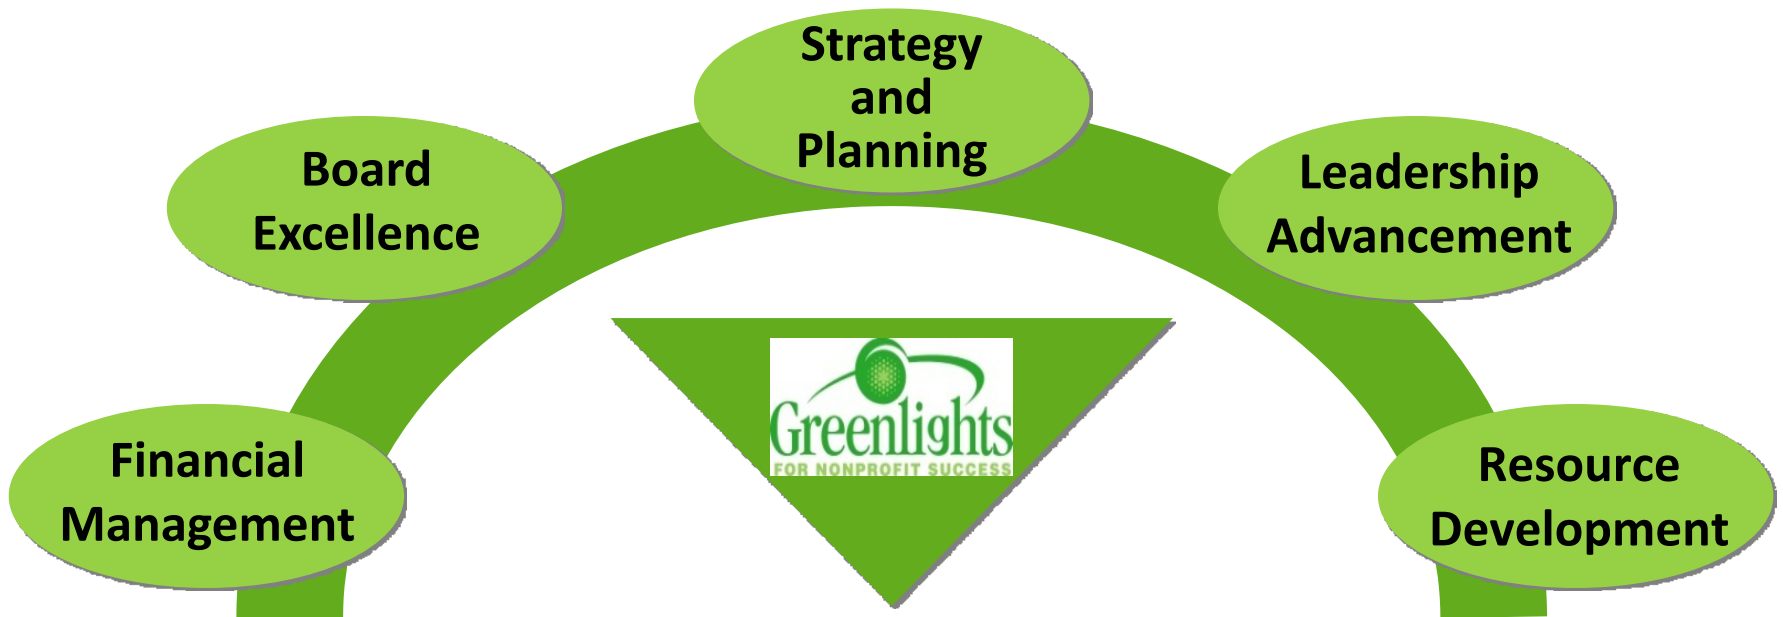 Strategy
and
Planning
Board
Excellence
Leadership
Advancement
Financial
Management
Greenlights
FOR NONPROFIT SUCCESS
Resource
Development